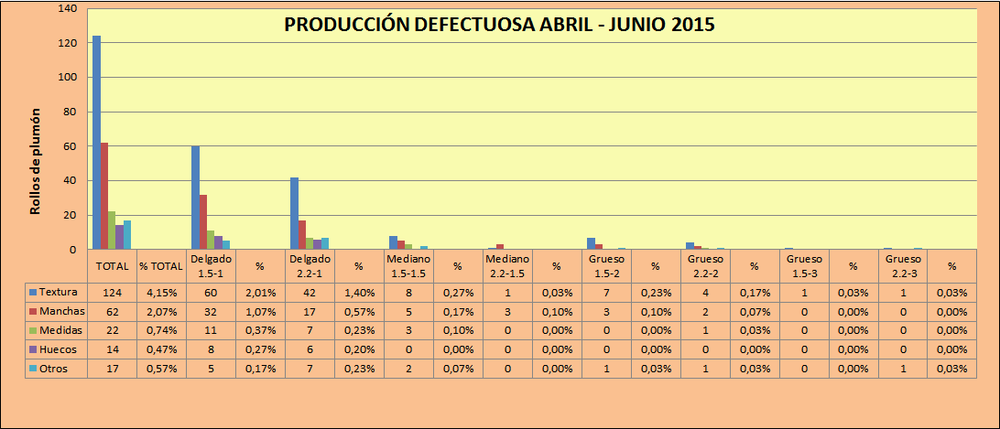 PRODUCCIÓN DEFECTUOSA ABRIL - JUNIO 2015
Rollos de plumón
140
120
100
80
60
40
20
0
TOTAL % TOTAL Delgado 1.5-1 % Delgado 2.2-1 % Mediano 1.5-1.5 % Mediano 2.2-1.5 % Grueso 1.5-2 % Grueso 2.2-2 % Grueso 1.5-3 % Grueso 2.2-3 %
Textura 124 4,15% 60 2,01% 42 1,40% 8 0,27% 1 0,03% 7 0,23% 4 0,17% 1 0,03% 1 0,03%
Manchas 62 2,07% 32 1,07% 17 0,57% 5 0,17% 3 0,10% 3 0,10% 2 0,07% 0 0,00% 0 0,00%
Medidas 22 0,74% 11 0,37% 7 0,23% 3 0,10% 0 0,00% 0 0,00% 1 0,03% 0 0,00% 0 0,00%
Huecos 14 0,47% 8 0,27% 6 0,20% 0 0,00% 0 0,00% 0 0,00% 0 0,00% 0 0,00% 0 0,00%
Otros 17 0,57% 5 0,17% 7 0,23% 2 0,07% 0 0,00% 1 0,03% 1 0,03% 0 0,00% 1 0,03%